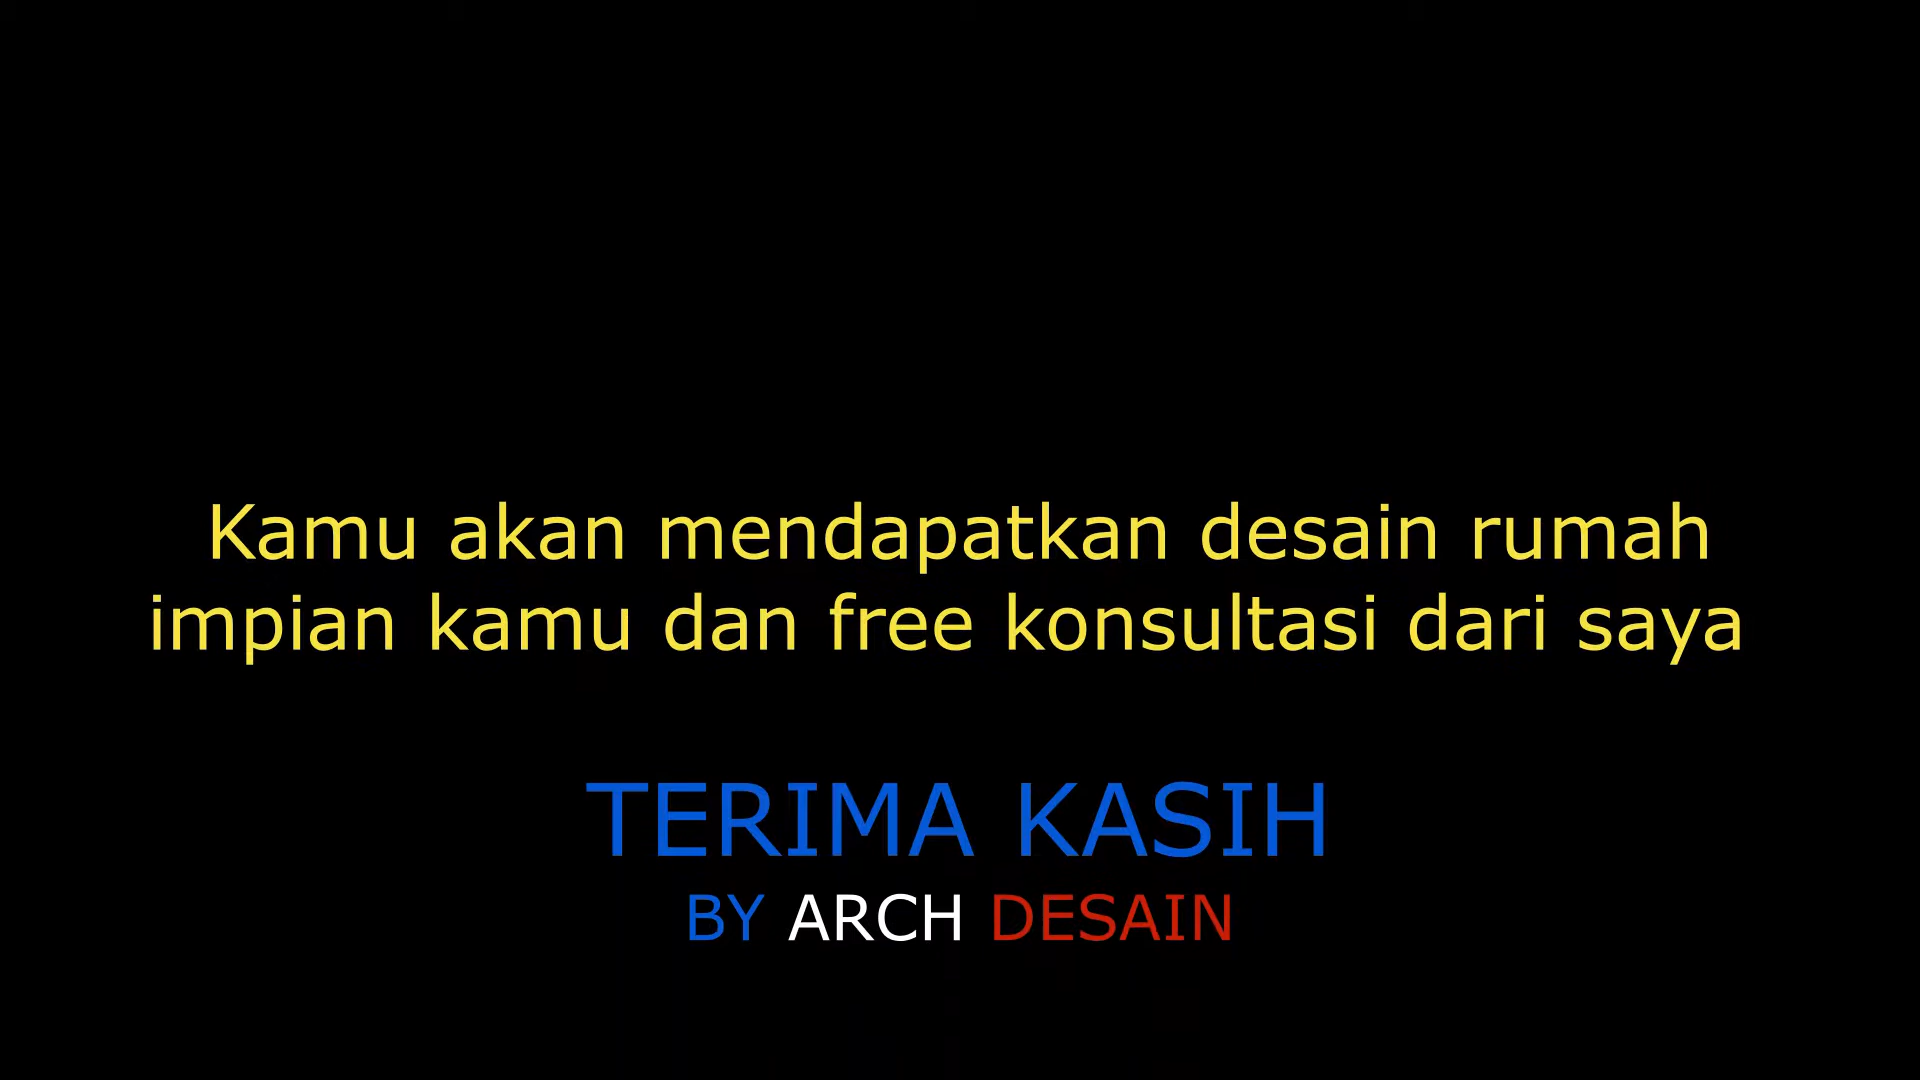 Kamu akan mendapatkan desain rumah
impian kamu dan free konsultasi dari saya
TERIMA KASIH
BY ARCH DESAIN